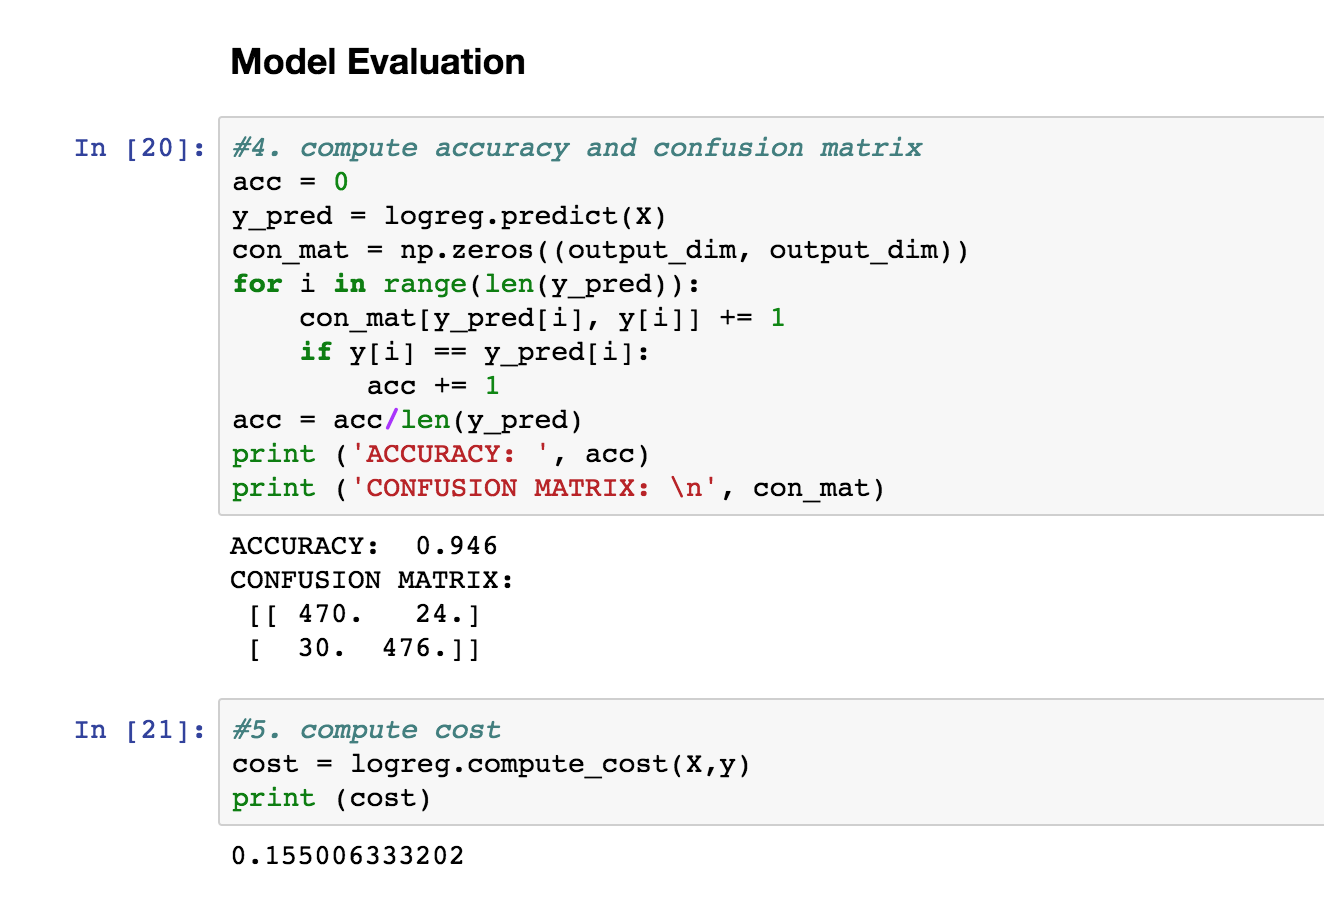 Model Evaluation
In [20]:
#4. compute accuracy and confusion matrix
acc = 0
y_pred = logreg.predict(X)
con_mat = np.zeros((output_dim, output_dim))
for i in range(len(y_pred)):
    con_mat[y_pred[i], y[i]] += 1
    if y[i] == y_pred[i]:
        acc += 1
acc = acc/len(y_pred)
print ('ACCURACY: ', acc)
print ('CONFUSION MATRIX: \n', con_mat)
ACCURACY:  0.946
CONFUSION MATRIX:
 [[ 470.   24.]
 [  30.  476.]]
In [21]:
#5. compute cost
cost = logreg.compute_cost(X,y)
print (cost)
0.155006333202